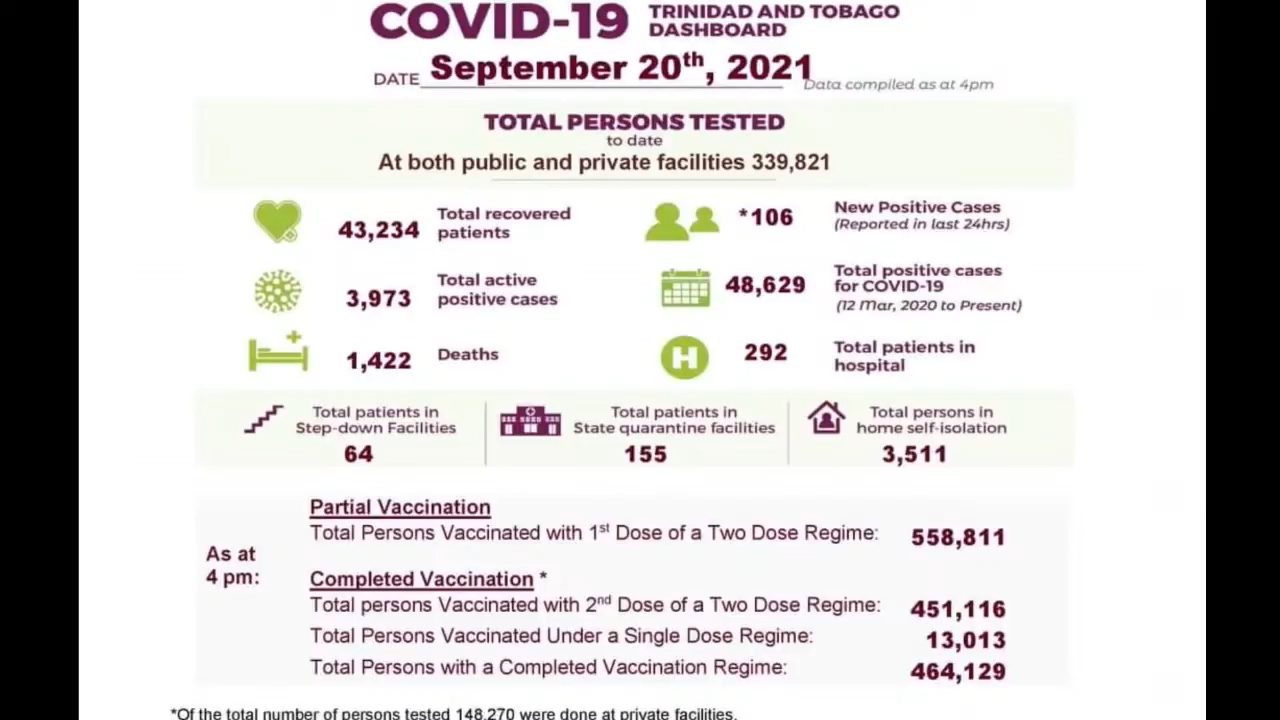 COVID-19 TRINIDAD AND TOBAGO
DASHBOARD
DATE September 20th, 2021
Data compiled as at 4pm
TOTAL PERSONS TESTED
to date
At both public and private facilities 339,821
43,234 Total recovered
patients
*106 New Positive Cases
(Reported in last 24hrs)
3,973 Total active
positive cases
48,629 Total positive cases
for COVID-19
(12 Mar, 2020 to Present)
1,422 Deaths
H 292 Total patients in
hospital
Total patients in
Step-down Facilities
64
Total patients in
State quarantine facilities
155
Total persons in
home self-isolation
3,511
As at
4 pm:
Partial Vaccination
Total Persons Vaccinated with 1st Dose of a Two Dose Regime: 558,811
Completed Vaccination *
Total persons Vaccinated with 2nd Dose of a Two Dose Regime: 451,116
Total Persons Vaccinated Under a Single Dose Regime: 13,013
Total Persons with a Completed Vaccination Regime: 464,129
*Of the total number of persons tested 148,270 were done at private facilities.